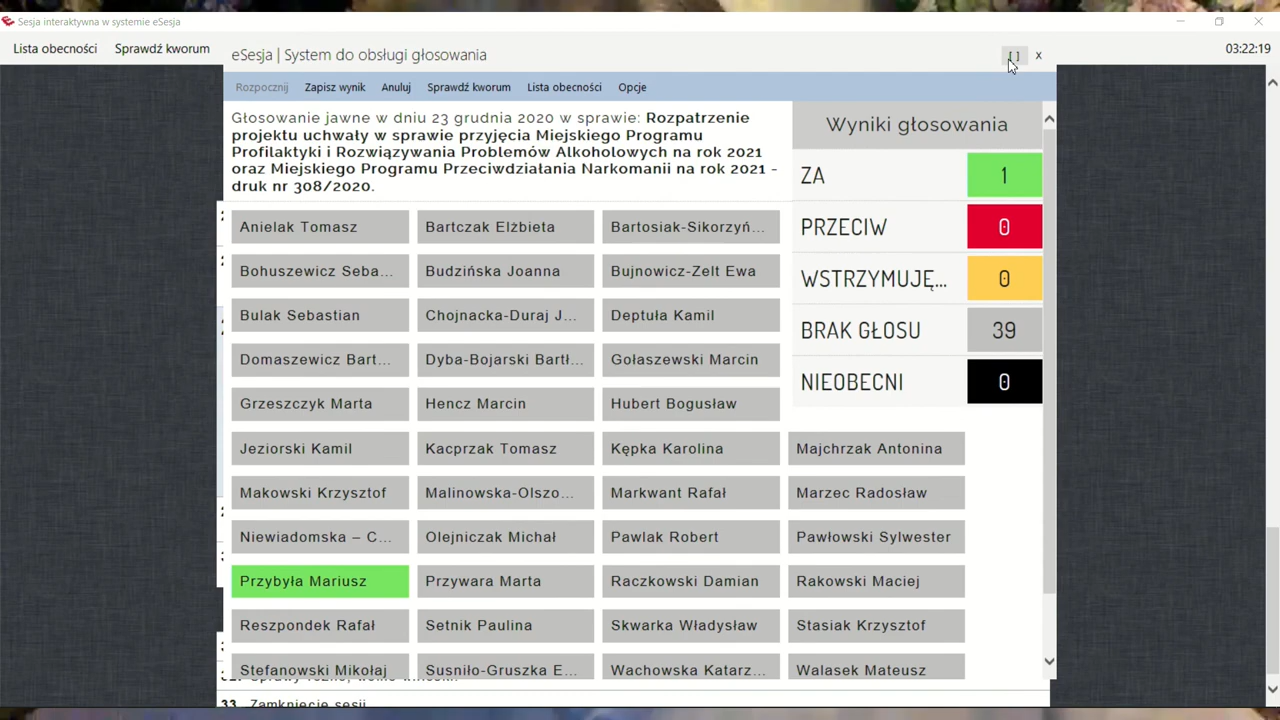 Sesja interaktywna w systemie eSesja
Lista obecności Sprawdź kworum 03:22:19
eSesja | System do obsługi głosowania [ ] x
Rozpocznij Zapisz wynik Anuluj Sprawdź kworum Lista obecności Opcje
Głosowanie jawne w dniu 23 grudnia 2020 w sprawie: Rozpatrzenie
projektu uchwały w sprawie przyjęcia Miejskiego Programu
Profilaktyki i Rozwiązywania Problemów Alkoholowych na rok 2021
oraz Miejskiego Programu Przeciwdziałania Narkomanii na rok 2021 -
druk nr 308/2020.
Wyniki głosowania
ZA 1
PRZECIW 0
WSTRZYMUJĘ... 0
BRAK GŁOSU 39
NIEOBECNI 0
Anielak Tomasz Bartczak Elżbieta Bartosiak-Sikorzyń...
Bohuszewicz Seba... Budzińska Joanna Bujnowicz-Zelt Ewa
Bulak Sebastian Chojnacka-Duraj J... Deptuła Kamil
Domaszewicz Bart... Dyba-Bojarski Bartł... Gołaszewski Marcin
Grzeszczyk Marta Hencz Marcin Hubert Bogusław
Jeziorski Kamil Kacprzak Tomasz Kępka Karolina Majchrzak Antonina
Makowski Krzysztof Malinowska-Olszo... Markwant Rafał Marzec Radosław
Niewiadomska – C... Olejniczak Michał Pawlak Robert Pawłowski Sylwester
Przybyła Mariusz Przywara Marta Raczkowski Damian Rakowski Maciej
Reszpondek Rafał Setnik Paulina Skwarka Władysław Stasiak Krzysztof
Stefanowski Mikołaj Susniło-Gruszka E... Wachowska Katarz... Walasek Mateusz
33. Zamknięcie sesji